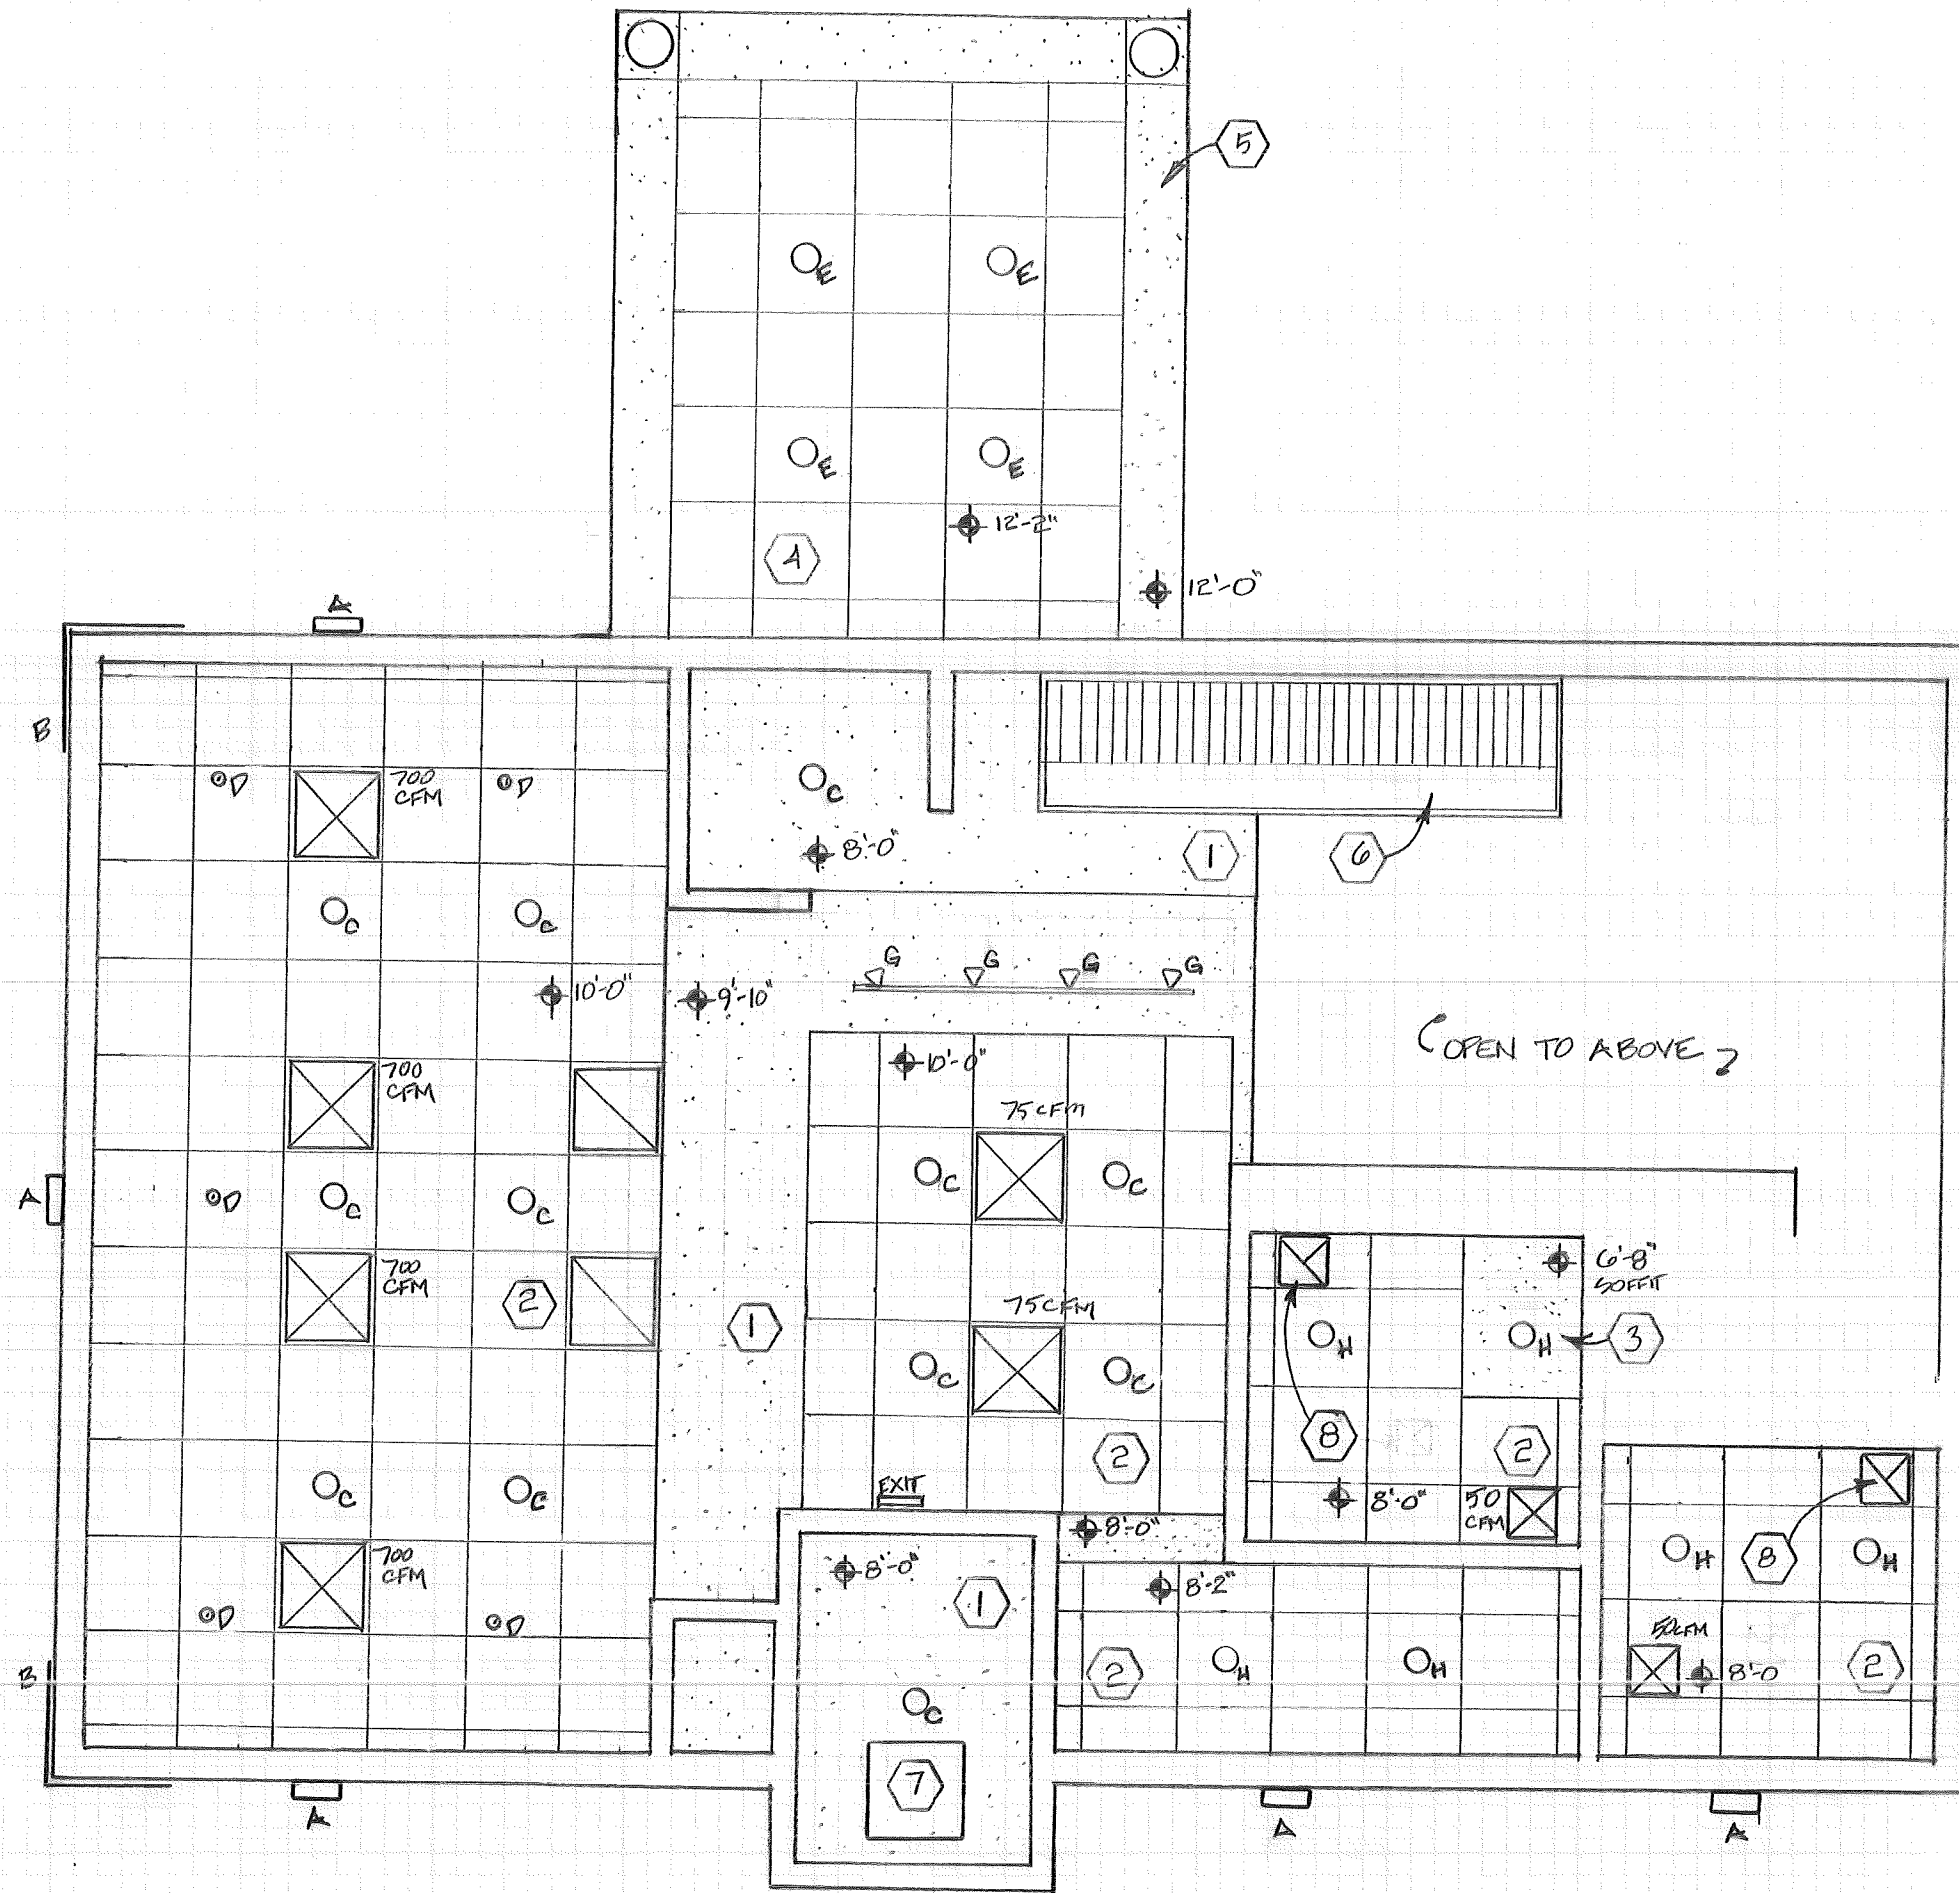 5
E
E
E
E
12'-2"
4
12'-0"
A
B
D
700
CFM
D
C
8'-0"
1
6
C
C
G
G
G
G
10'-0"
9'-10"
OPEN TO ABOVE
10'-0"
700
CFM
75 CFM
A
D
C
C
C
C
6'-8"
SOFFIT
700
CFM
2
1
75 CFM
H
H
3
C
C
8
2
2
C
C
EXIT
8'-0"
50
CFM
8'-0"
700
CFM
8'-0"
8'-2"
H
8
H
1
D
D
50 CFM
B
2
H
H
8'-0
2
C
7
A
A
A